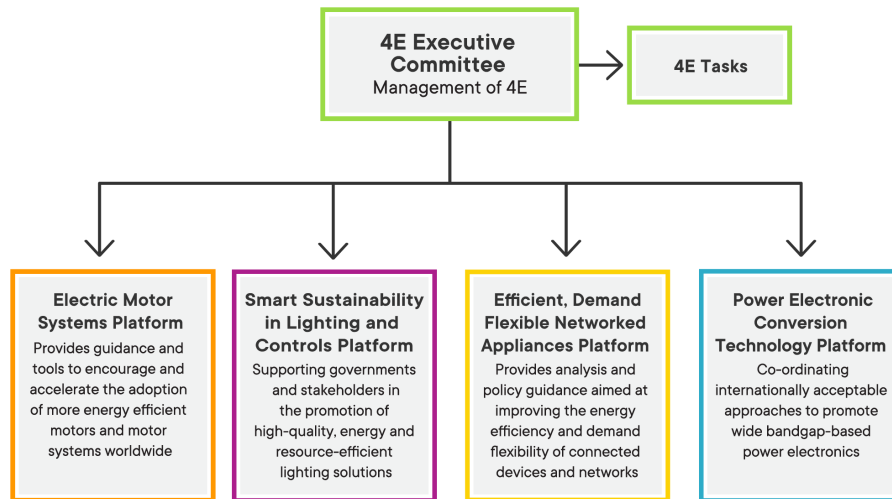 4E Executive
Committee
Management of 4E
4E Tasks
Electric Motor
Systems Platform
Provides guidance and
tools to encourage and
accelerate the adoption
of more energy efficient
motors and motor
systems worldwide
Smart Sustainability
in Lighting and
Controls Platform
Supporting governments
and stakeholders in
the promotion of
high-quality, energy and
resource-efficient
lighting solutions
Efficient, Demand
Flexible Networked
Appliances Platform
Provides analysis and
policy guidance aimed at
improving the energy
efficiency and demand
flexibility of connected
devices and networks
Power Electronic
Conversion
Technology Platform
Co-ordinating
internationally acceptable
approaches to promote
wide bandgap-based
power electronics